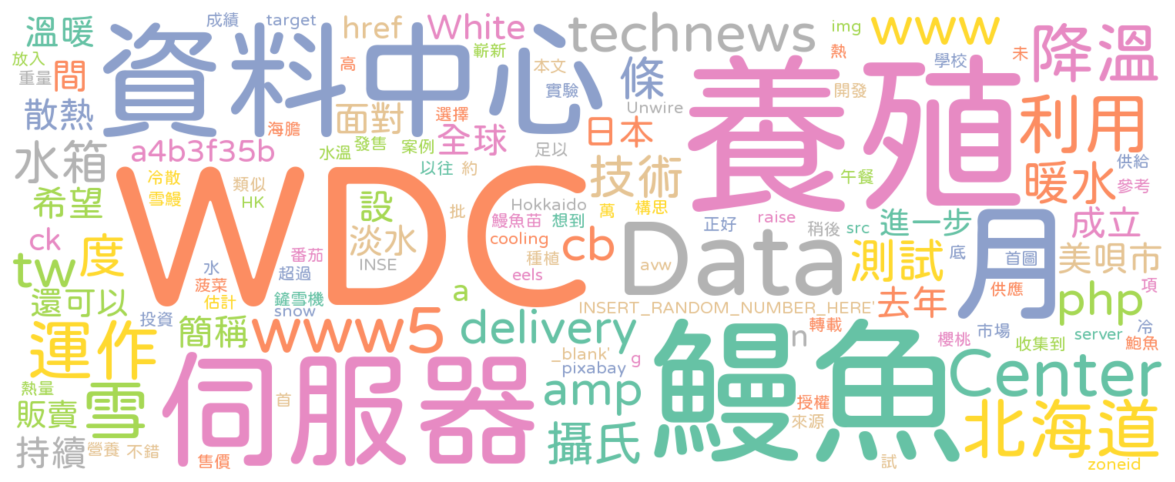 溫暖
成績
target
href
White
嶄新
technews
img
www
未
降溫
放入
重量
間
資料中心
高
本文
實驗
條
熱
學校
散熱
海膽
面對
選擇
全球
Unwire
養殖
開發
利用
水箱
a4b3f35b
水溫
發售
案例
日本
足以
技術
暖水
供給
參考
希望
冷散
雪鰻
類似
HK
WDC
以往
約
批
萬
構思
午餐
設
Hokkaido
鰻魚苗
想到
正好
raise
稍後
src
進一步
成立
ck
度
tw
淡水
INSE
番茄
cooling
種植
eels
cb
Data
avw
測試
月
底
首圖
美唄市
還可以
水
菠菜
超過
估計
鏟雪機
snow
a
INSERT_RANDOM_NUMBER_HERE'
去年
供應
php
項
運作
投資
簡稱
www5
delivery
_blank'
pixabay
g
n
轉載
櫻桃
市場
收集到
server
冷
鮑魚
熱量
販賣
雪
伺服器
首
amp
鰻魚
授權
來源
Center
北海道
持續
營養
不錯
售價
攝氏
試
zoneid